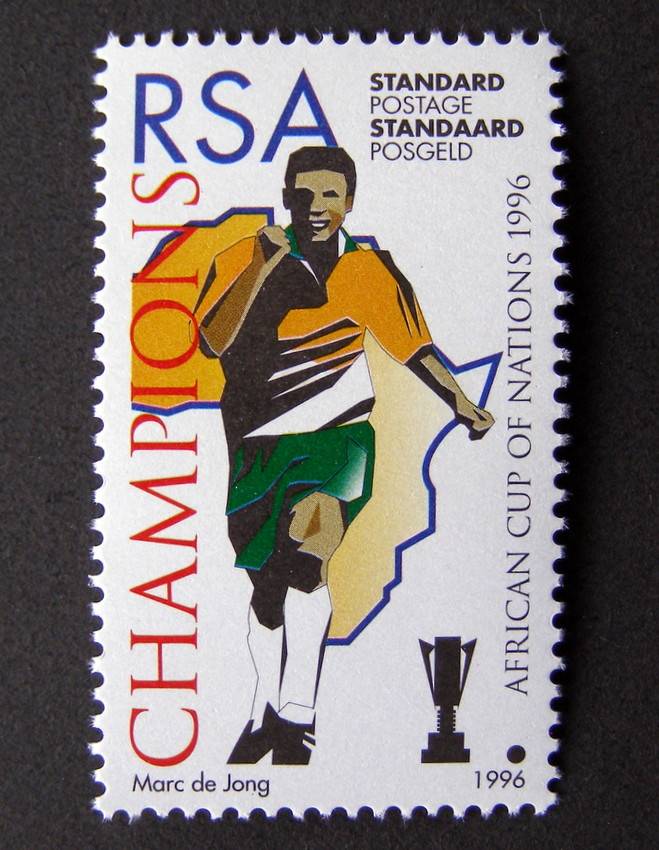 RSA
STANDARD
POSTAGE
STANDAARD
POSGELD
CHAMPIONS
AFRICAN CUP OF NATIONS 1996
Marc de Jong
1996